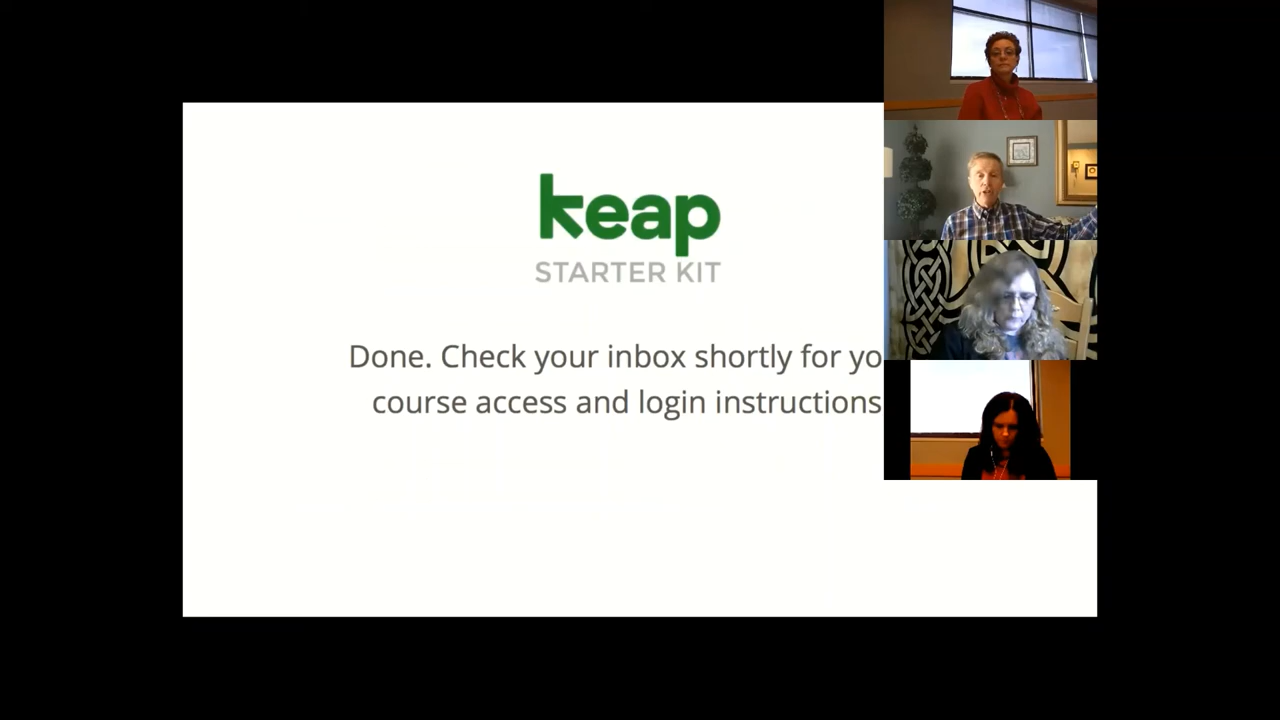 keap
STARTER KIT
Done. Check your inbox shortly for yo
course access and login instructions